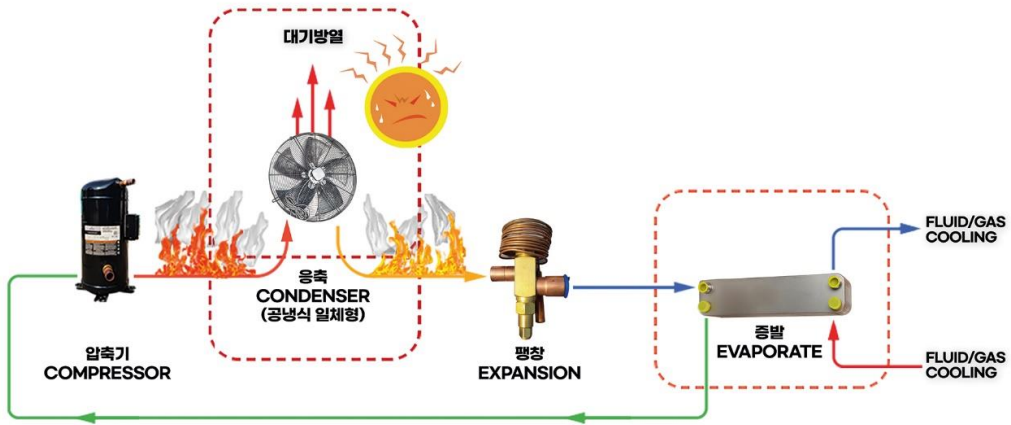 대기방열
응축
CONDENSER
(공냉식 일체형)
압축기
COMPRESSOR
팽창
EXPANSION
증발
EVAPORATE
FLUID/GAS
COOLING
FLUID/GAS
COOLING